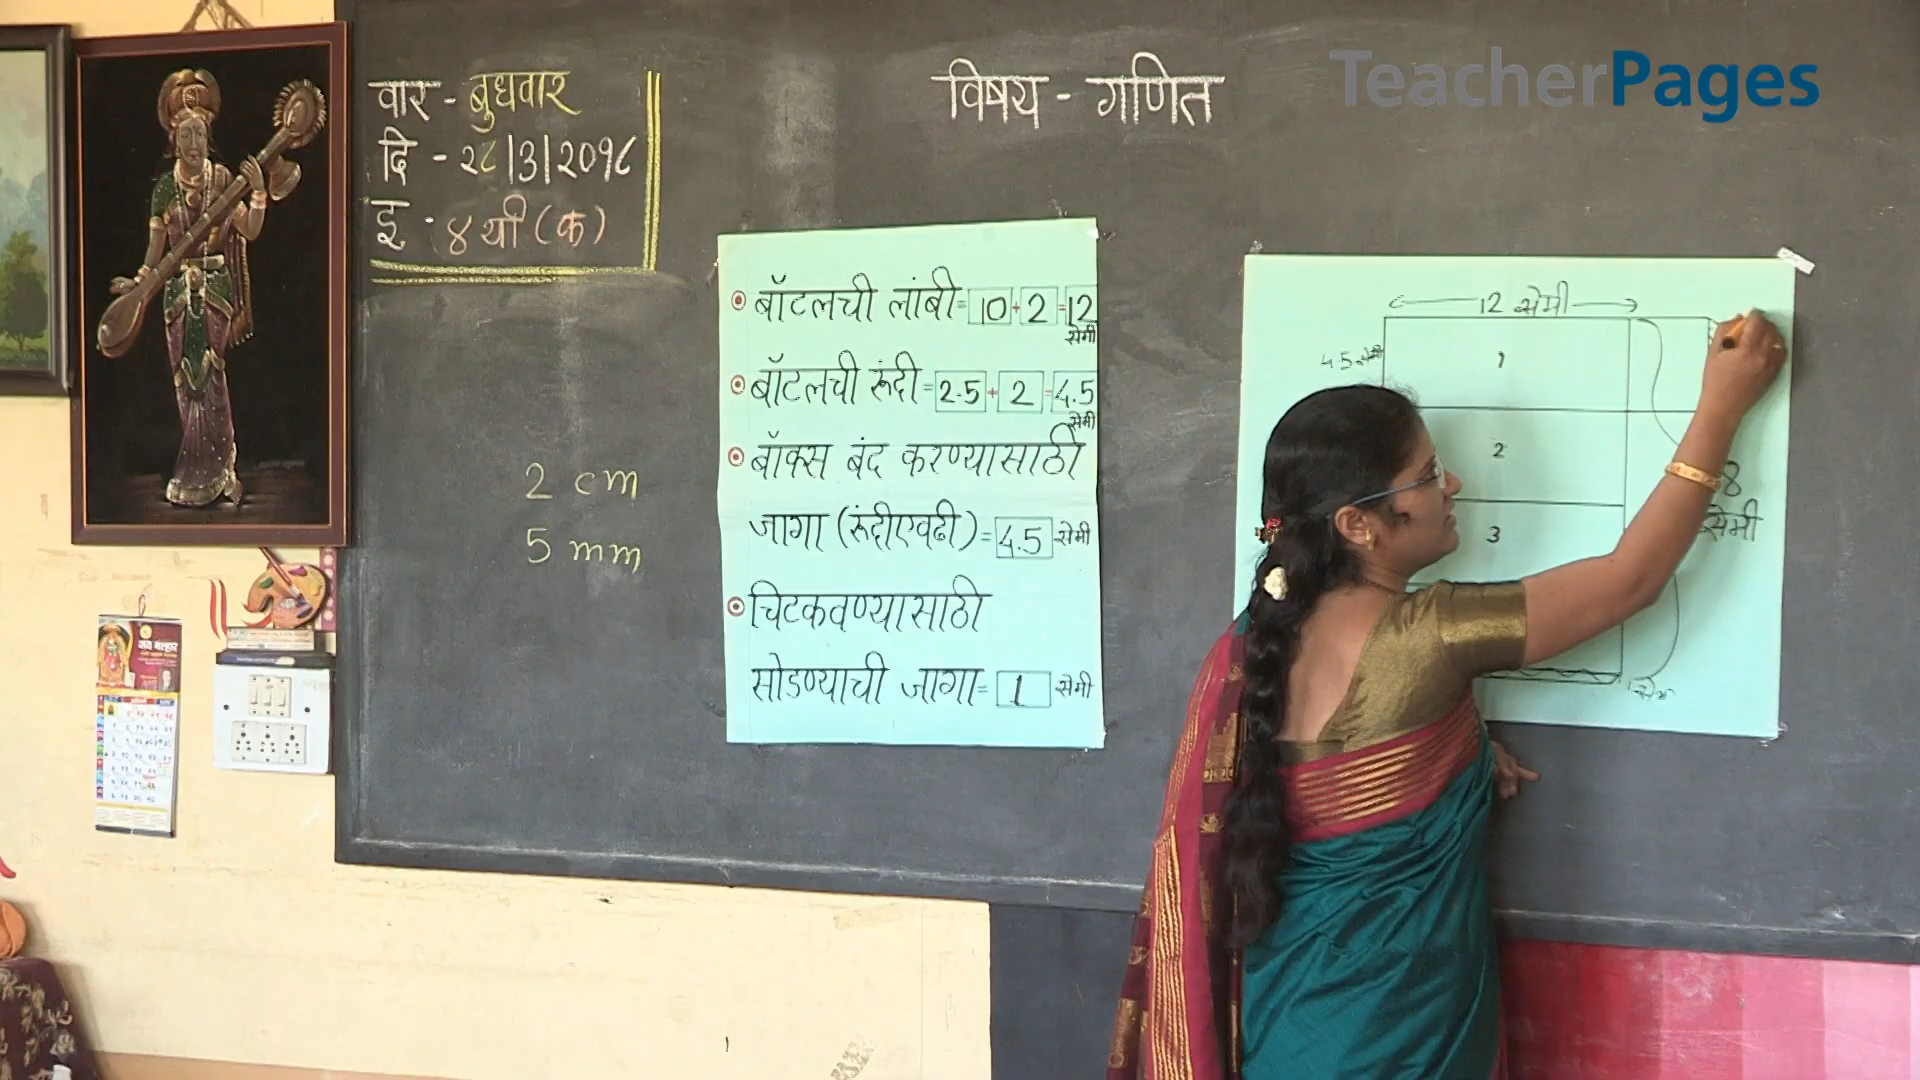 वार - बुधवार
दि - २८/3/२०१८
इ - ४ थी (क)
विषय - गणित
TeacherPages
बॉटलची लांबी = 10 + 2 = 12
सेमी
बॉटलची रूंदी = 2.5 + 2 = 4.5
सेमी
बॉक्स बंद करण्यासाठी
जागा (रूंदीएवढी) = 4.5 सेमी
चिटकवण्यासाठी
सोडण्याची जागा = 1 सेमी
2 cm
5 mm
12 सेमी
4.5 सेमी
1
2
3
8
सेमी